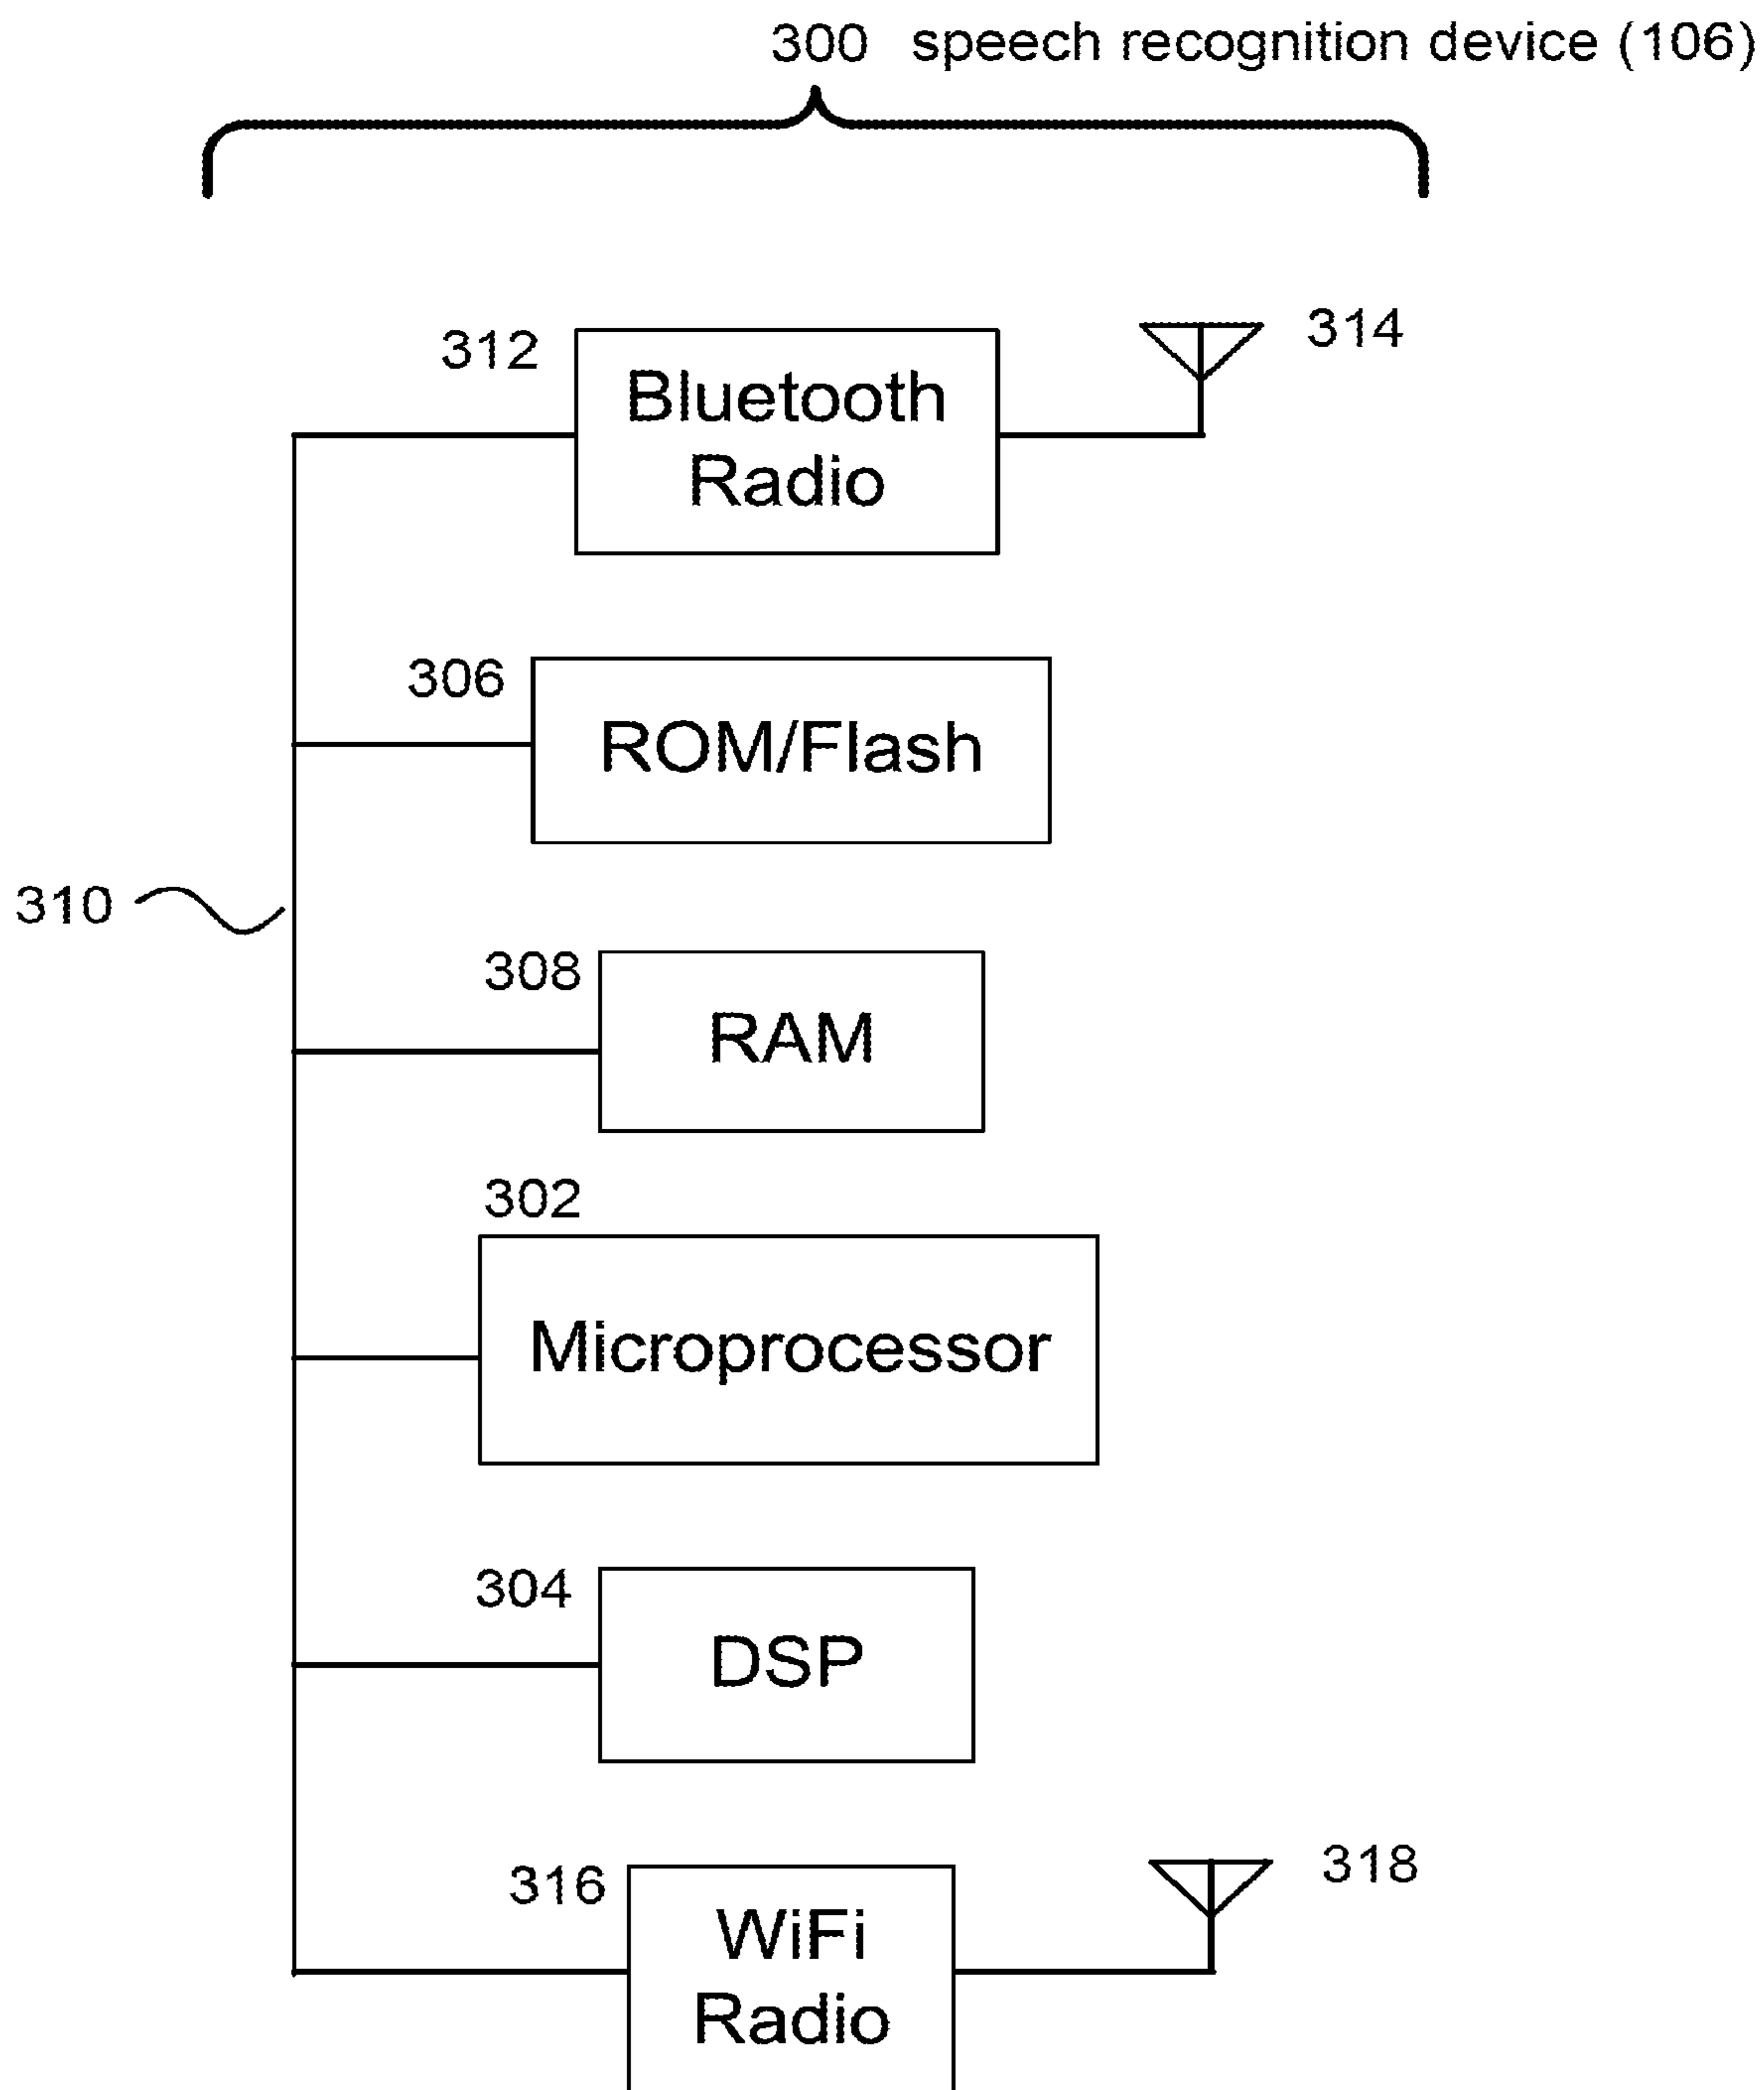 300 speech recognition device (106)
312
Bluetooth
Radio
314
306
ROM/Flash
310
308
RAM
302
Microprocessor
304
DSP
316
WiFi
Radio
318